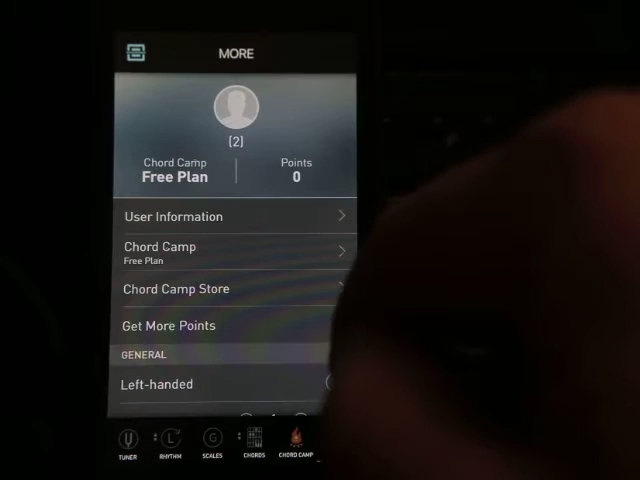 MORE
(2)
Chord Camp
Free Plan
Points
0
User Information
Chord Camp
Free Plan
Chord Camp Store
Get More Points
GENERAL
Left-handed
TUNER
RHYTHM
SCALES
CHORDS
CHORD CAMP